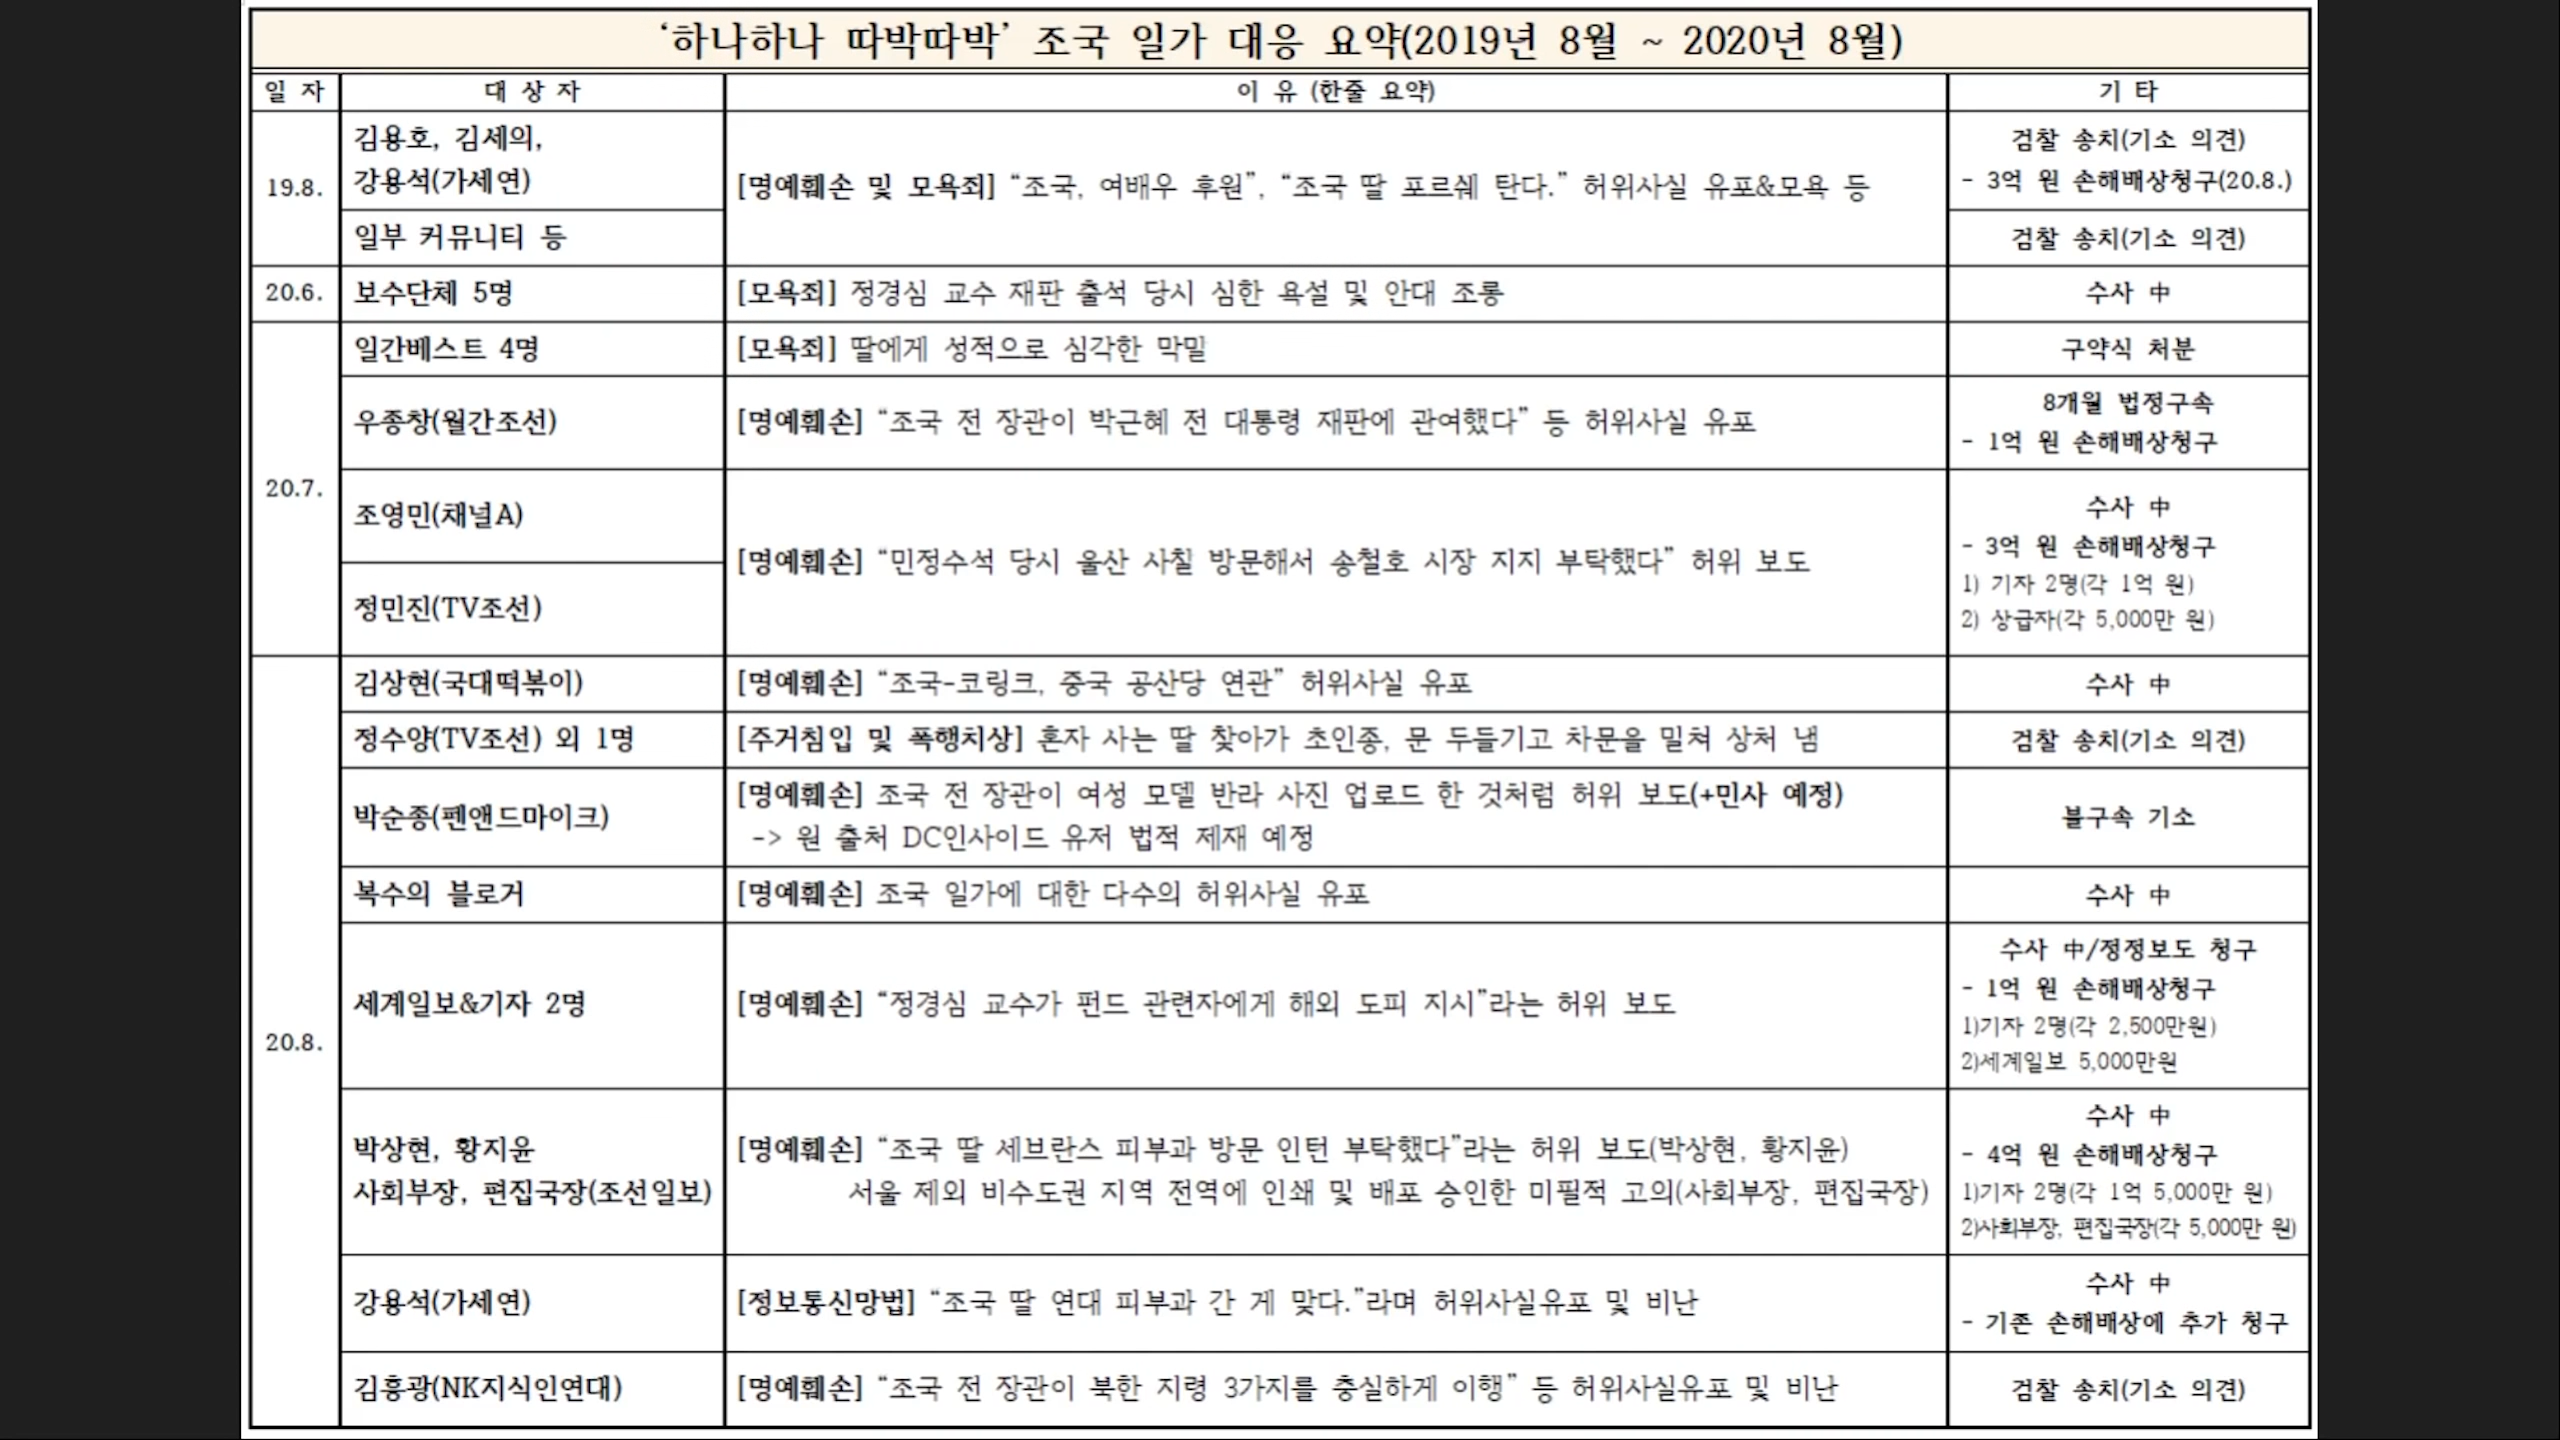 ‘하나하나 따박따박’ 조국 일가 대응 요약(2019년 8월 ~ 2020년 8월)
일 자
대 상 자
이 유 (한줄 요약)
기 타
19.8.
김용호, 김세의,
강용석(가세연)
[명예훼손 및 모욕죄] “조국, 여배우 후원”, “조국 딸 포르쉐 탄다.” 허위사실 유포&모욕 등
검찰 송치(기소 의견)
- 3억 원 손해배상청구(20.8.)
일부 커뮤니티 등
검찰 송치(기소 의견)
20.6.
보수단체 5명
[모욕죄] 정경심 교수 재판 출석 당시 심한 욕설 및 안대 조롱
수사 中
20.7.
일간베스트 4명
[모욕죄] 딸에게 성적으로 심각한 막말
구약식 처분
우종창(월간조선)
[명예훼손] “조국 전 장관이 박근혜 전 대통령 재판에 관여했다” 등 허위사실 유포
8개월 법정구속
- 1억 원 손해배상청구
조영민(채널A)
정민진(TV조선)
[명예훼손] “민정수석 당시 울산 사찰 방문해서 송철호 시장 지지 부탁했다” 허위 보도
수사 中
- 3억 원 손해배상청구
1) 기자 2명(각 1억 원)
2) 상급자(각 5,000만 원)
20.8.
김상현(국대떡볶이)
[명예훼손] “조국-코링크, 중국 공산당 연관” 허위사실 유포
수사 中
정수양(TV조선) 외 1명
[주거침입 및 폭행치상] 혼자 사는 딸 찾아가 초인종, 문 두들기고 차문을 밀쳐 상처 냄
검찰 송치(기소 의견)
박순종(펜앤드마이크)
[명예훼손] 조국 전 장관이 여성 모델 반라 사진 업로드 한 것처럼 허위 보도(+민사 예정)
-> 원 출처 DC인사이드 유저 법적 제재 예정
불구속 기소
복수의 블로거
[명예훼손] 조국 일가에 대한 다수의 허위사실 유포
수사 中
세계일보&기자 2명
[명예훼손] “정경심 교수가 펀드 관련자에게 해외 도피 지시”라는 허위 보도
수사 中/정정보도 청구
- 1억 원 손해배상청구
1)기자 2명(각 2,500만원)
2)세계일보 5,000만원
박상현, 황지윤
사회부장, 편집국장(조선일보)
[명예훼손] “조국 딸 세브란스 피부과 방문 인턴 부탁했다”라는 허위 보도(박상현, 황지윤)
서울 제외 비수도권 지역 전역에 인쇄 및 배포 승인한 미필적 고의(사회부장, 편집국장)
수사 中
- 4억 원 손해배상청구
1)기자 2명(각 1억 5,000만 원)
2)사회부장, 편집국장(각 5,000만 원)
강용석(가세연)
[정보통신망법] “조국 딸 연대 피부과 간 게 맞다.”라며 허위사실유포 및 비난
수사 中
- 기존 손해배상에 추가 청구
김흥광(NK지식인연대)
[명예훼손] “조국 전 장관이 북한 지령 3가지를 충실하게 이행” 등 허위사실유포 및 비난
검찰 송치(기소 의견)